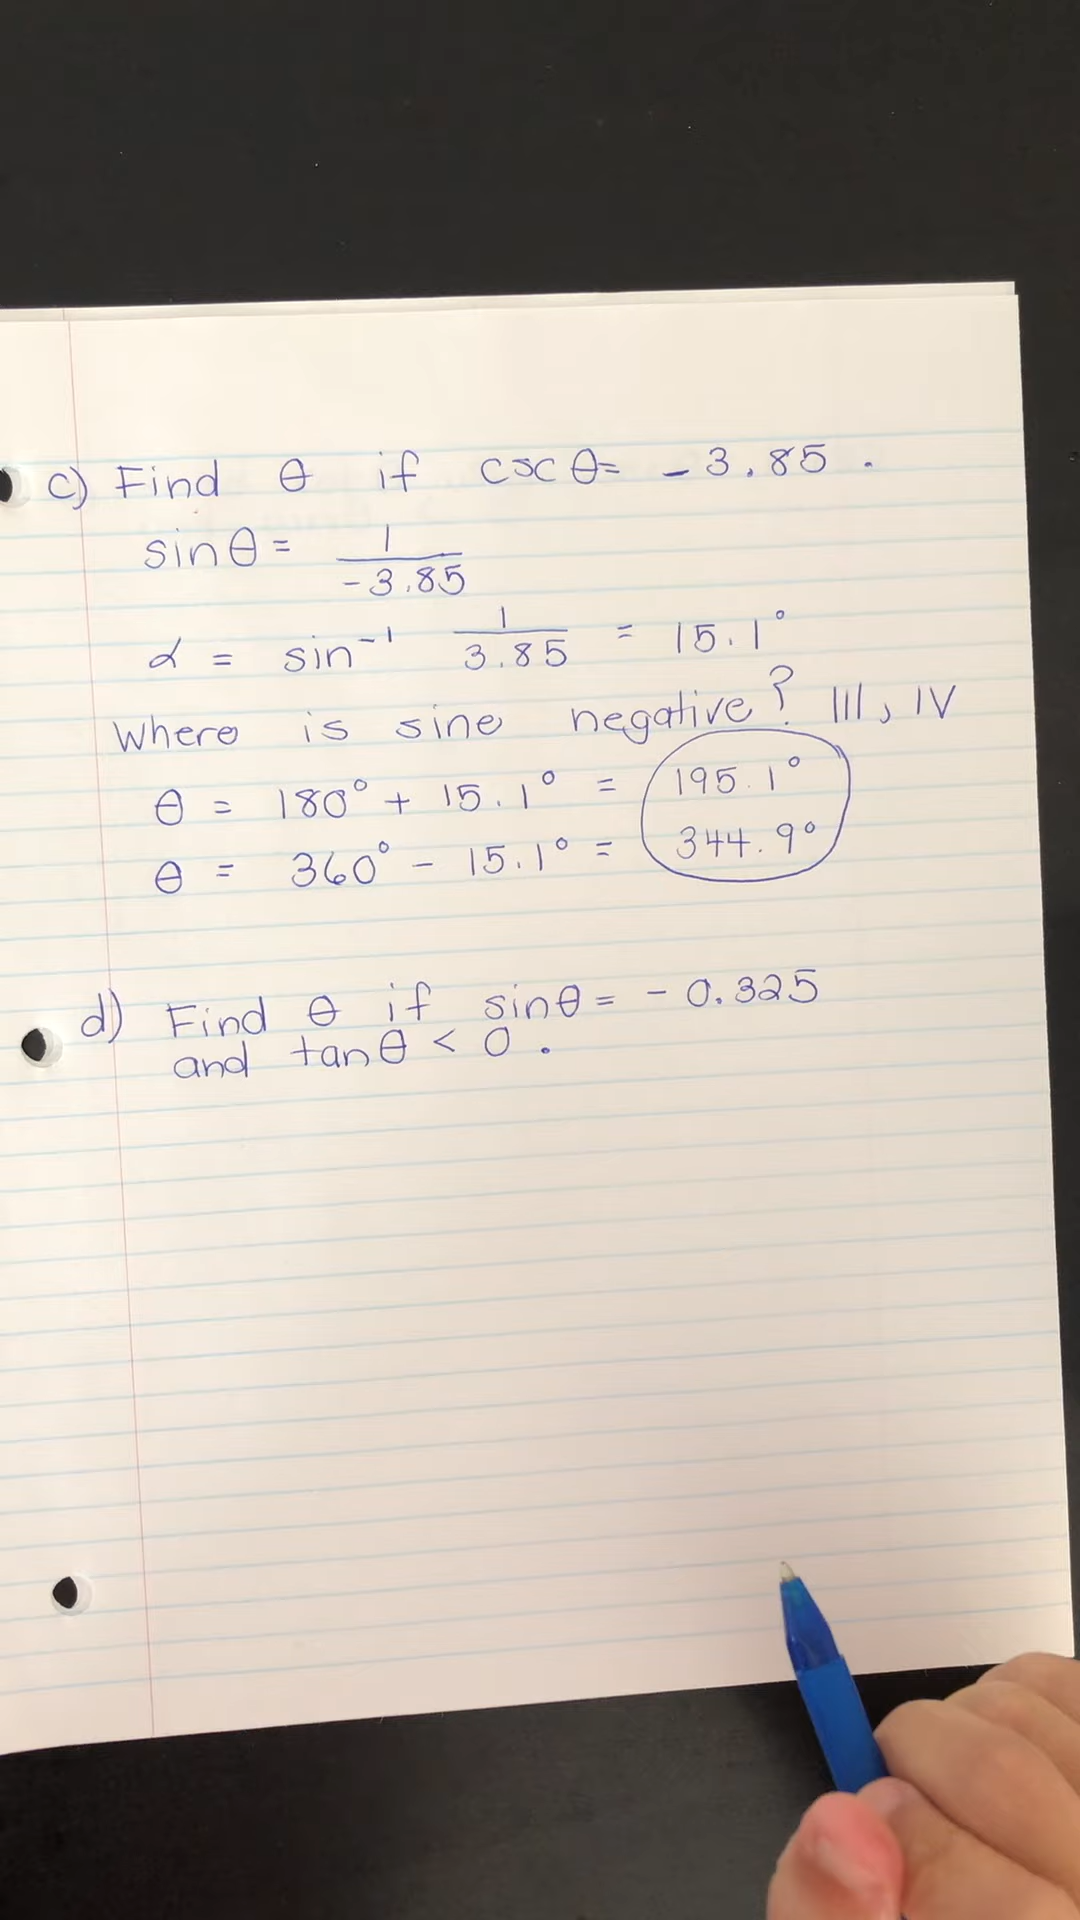 c) Find θ if csc θ = -3.85.
sin θ = 1/-3.85
α = sin⁻¹ 1/3.85 = 15.1°
Where is sine negative? III, IV
θ = 180° + 15.1° = 195.1°
θ = 360° - 15.1° = 344.9°
d) Find θ if sin θ = -0.325
and tan θ < 0.